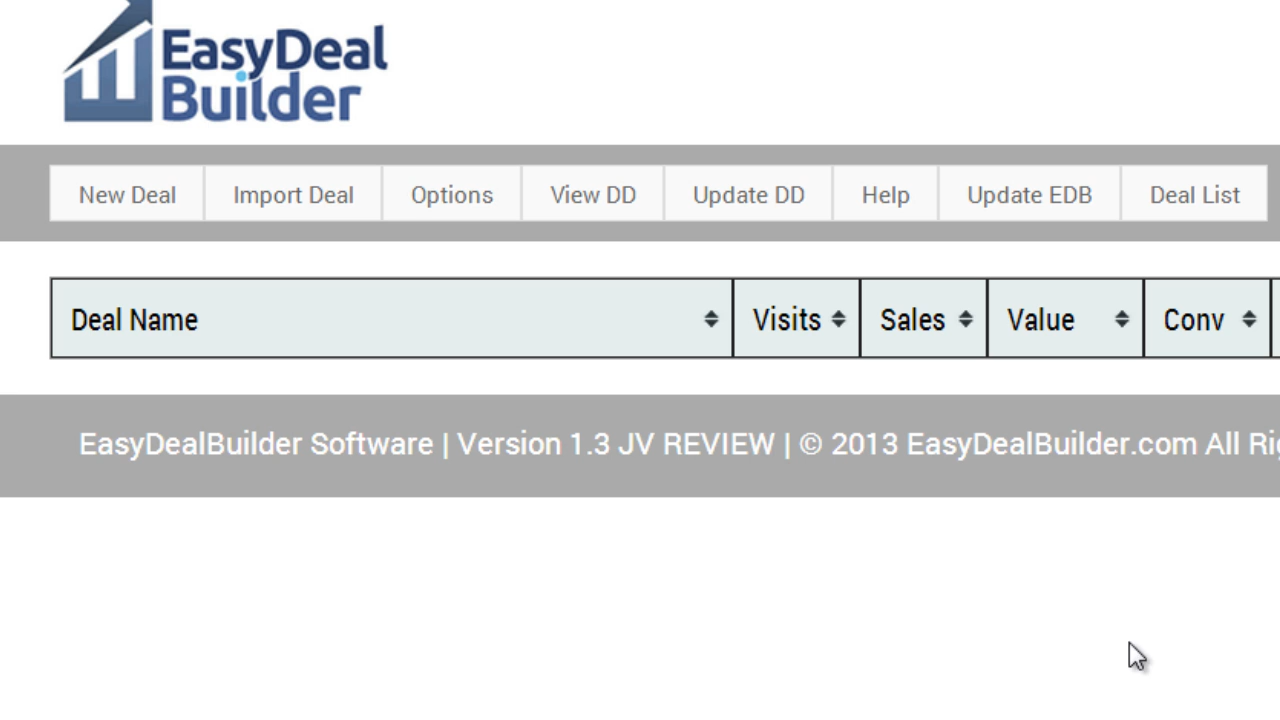 EasyDeal
Builder
New Deal Import Deal Options View DD Update DD Help Update EDB Deal List
Deal Name Visits Sales Value Conv
EasyDealBuilder Software | Version 1.3 JV REVIEW | © 2013 EasyDealBuilder.com All